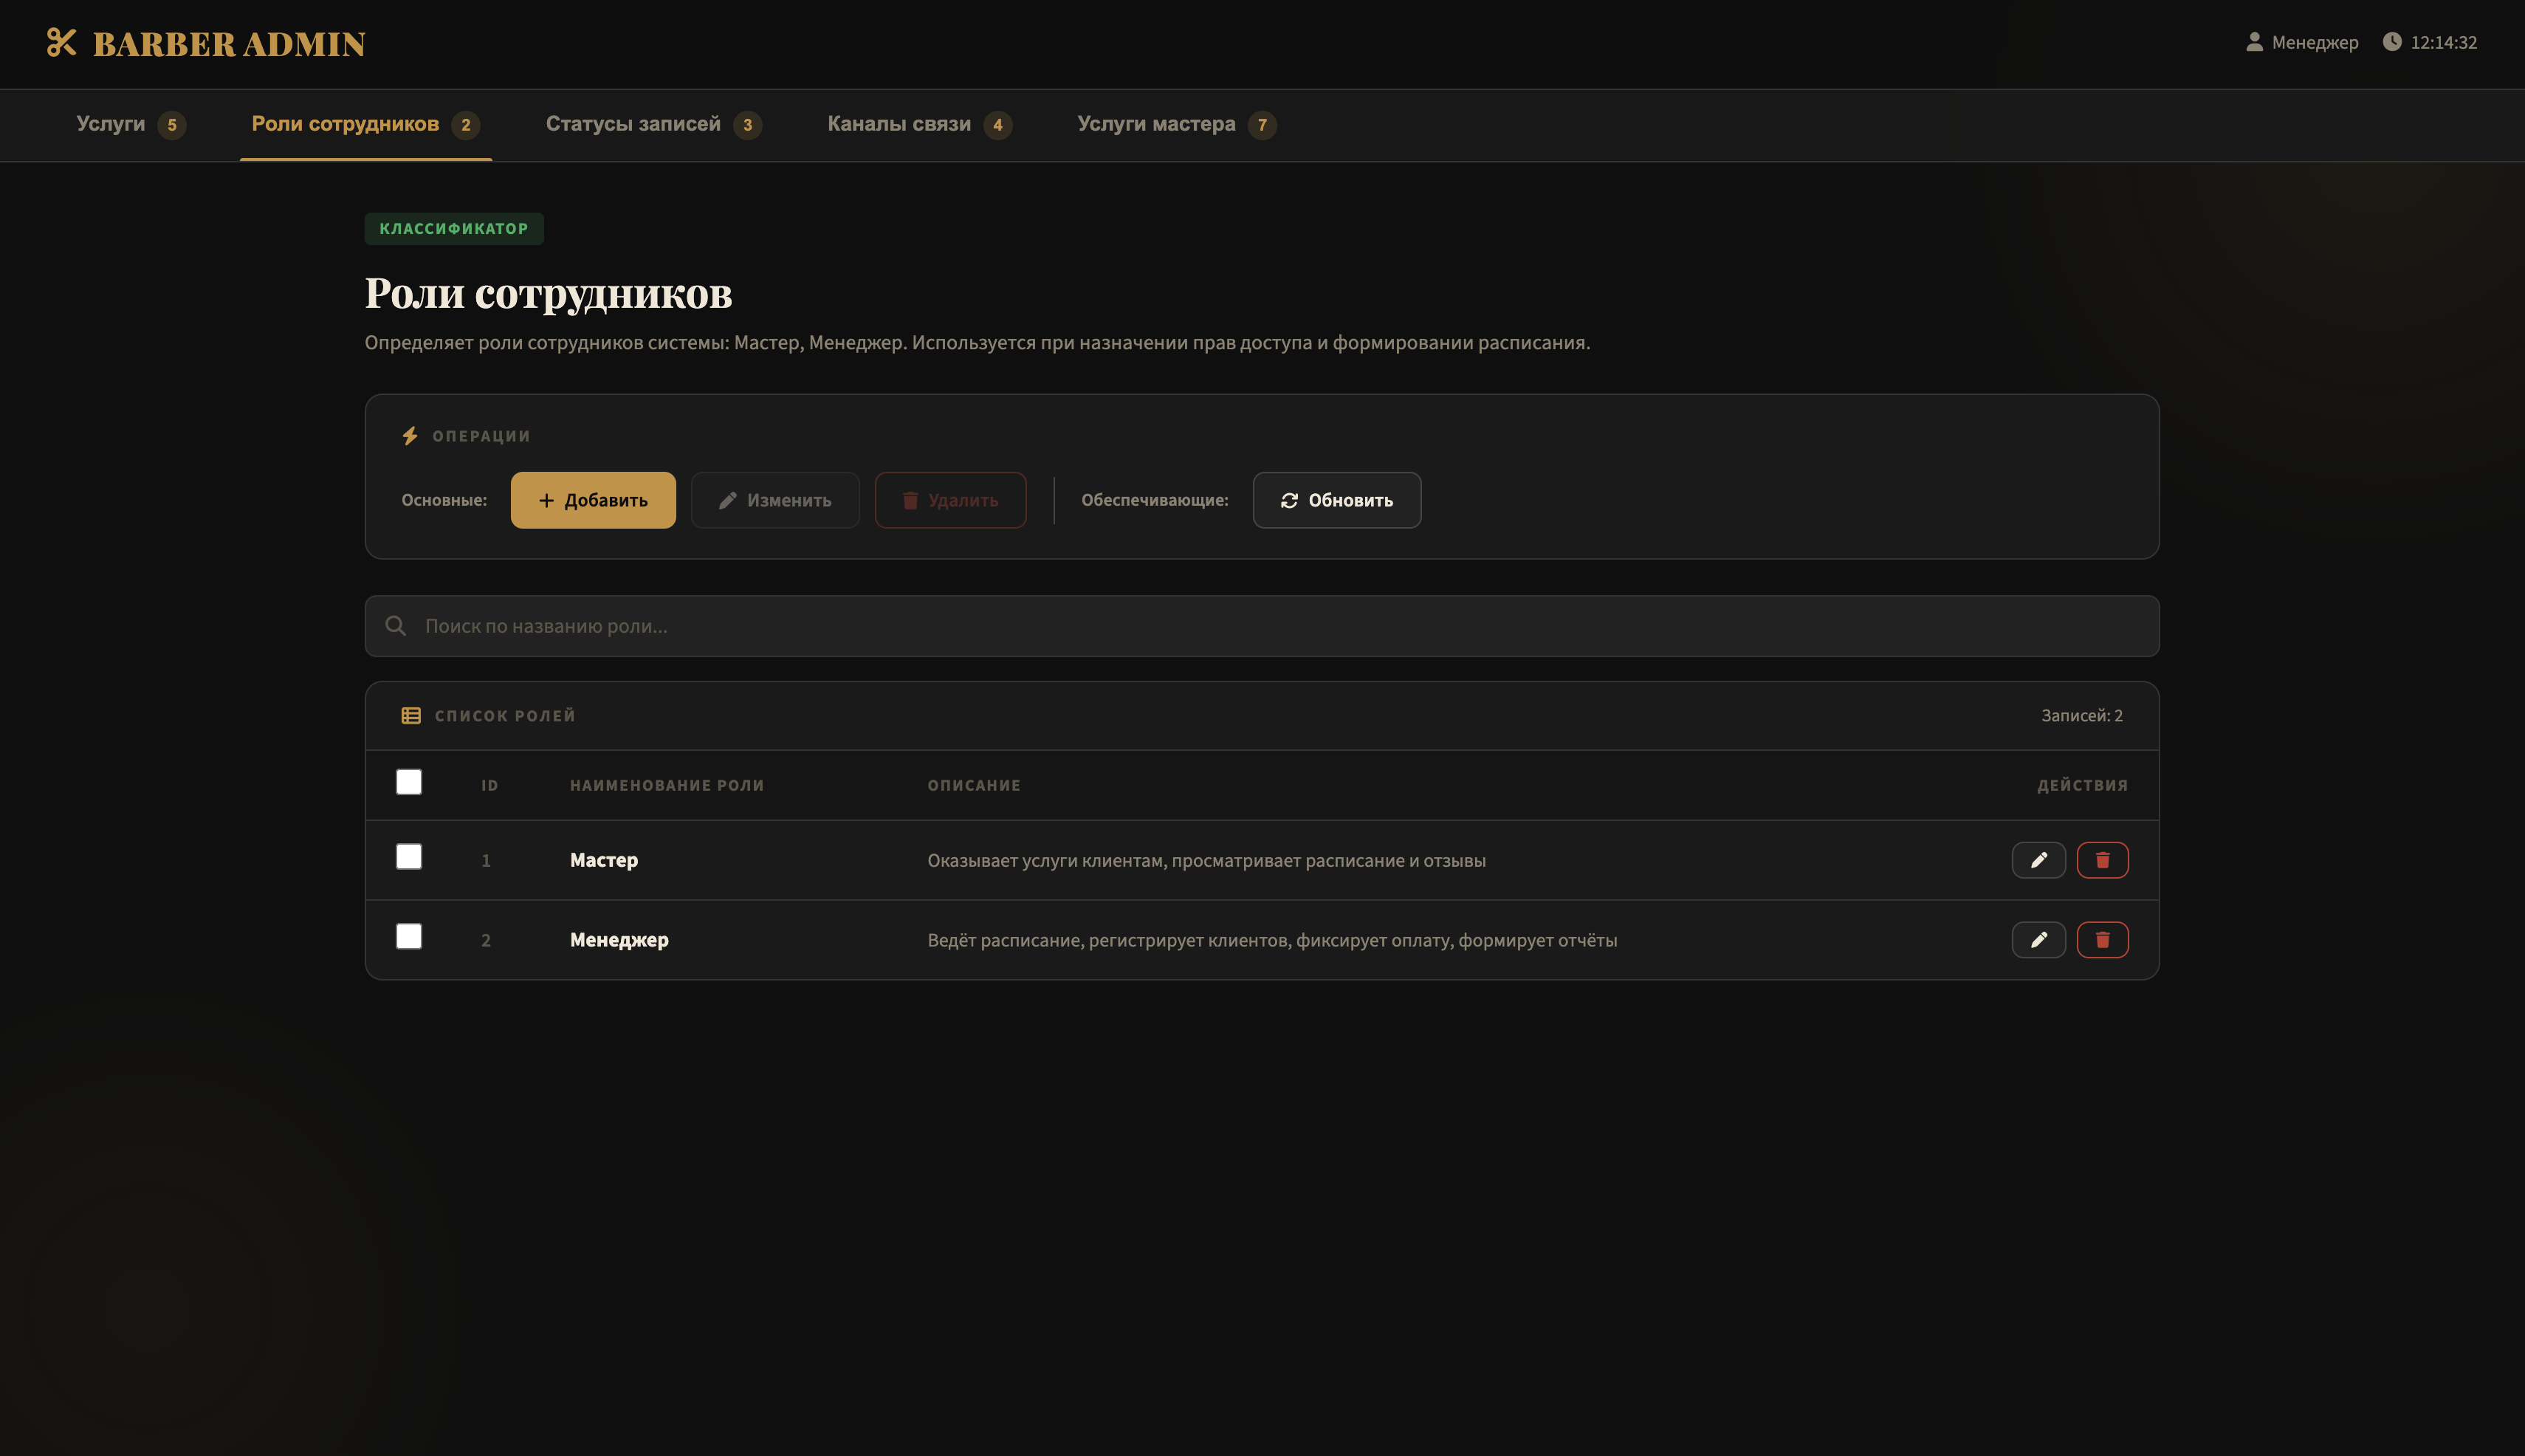 BARBER ADMIN
Менеджер 12:14:32
Услуги 5 Роли сотрудников 2 Статусы записей 3 Каналы связи 4 Услуги мастера 7
КЛАССИФИКАТОР
Роли сотрудников
Определяет роли сотрудников системы: Мастер, Менеджер. Используется при назначении прав доступа и формировании расписания.
ОПЕРАЦИИ
Основные: Добавить Изменить Удалить Обеспечивающие: Обновить
Поиск по названию роли...
СПИСОК РОЛЕЙ Записей: 2
ID НАИМЕНОВАНИЕ РОЛИ ОПИСАНИЕ ДЕЙСТВИЯ
1 Мастер Оказывает услуги клиентам, просматривает расписание и отзывы
2 Менеджер Ведёт расписание, регистрирует клиентов, фиксирует оплату, формирует отчёты